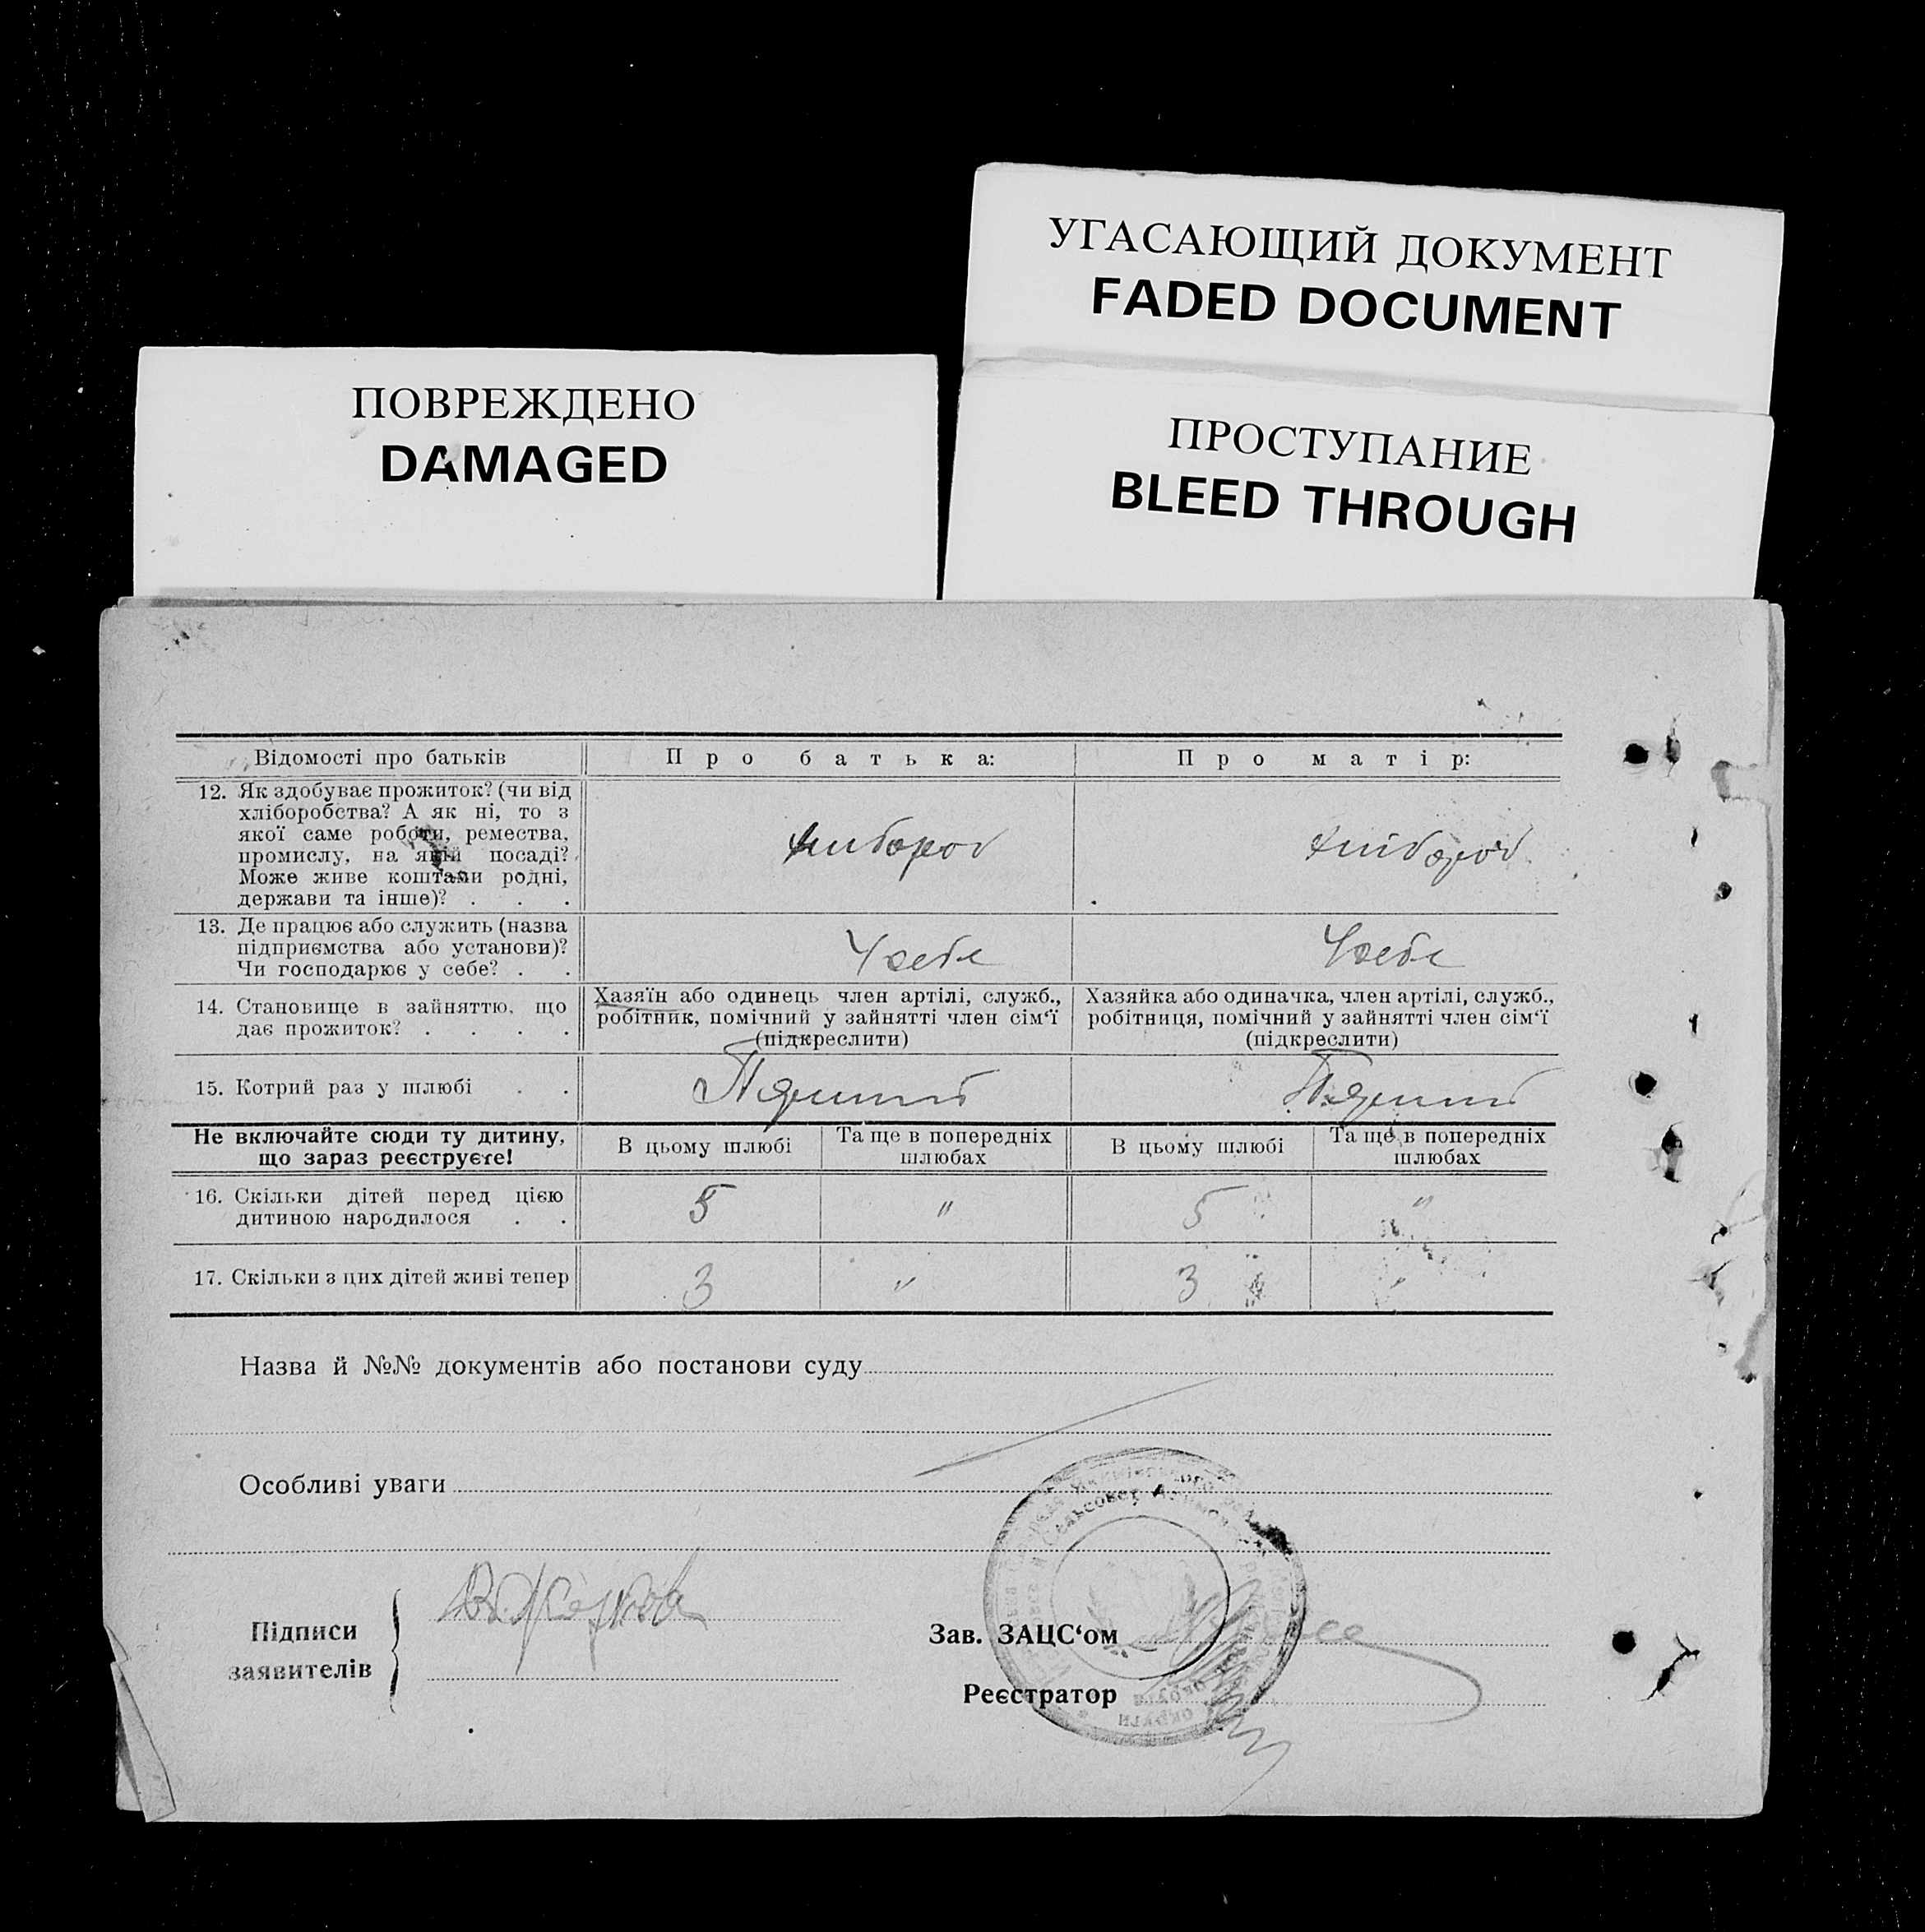 УГАСАЮЩИЙ ДОКУМЕНТ
FADED DOCUMENT
ПОВРЕЖДЕНО
DAMAGED
ПРОСТУПАНИЕ
BLEED THROUGH
Відомості про батьків
Про батька:
Про матір:
12. Як здобуває прожиток? (чи від
хліборобства? А як ні, то з
якої саме роботи, ремества,
промислу, на якій посаді?
Може живе коштами родні,
держави та інше)? . . .
хлібороб
хлібороб
13. Де працює або служить (назва
підприємства або установи)?
Чи господарює у себе? . .
У себе
У себе
14. Становище в зайняттю, що
дає прожиток? . . . .
Хазяїн або одинець член артілі, служб.,
робітник, помічний у зайнятті член сім‘ї
(підкреслити)
Хазяйка або одиначка, член артілі, служб.,
робітниця, помічний у зайнятті член сім‘ї
(підкреслити)
15. Котрий раз у шлюбі . .
Не включайте сюди ту дитину,
що зараз реєструєте!
В цьому шлюбі
Та ще в попередніх
шлюбах
В цьому шлюбі
Та ще в попередніх
шлюбах
16. Скільки дітей перед цією
дитиною народилося . .
5 " 5 "
17. Скільки з цих дітей живі тепер
3 " 3 "
Назва й №№ документів або постанови суду
Особливі уваги
Підписи
заявителів
Зав. ЗАЦС‘ом
Реєстратор